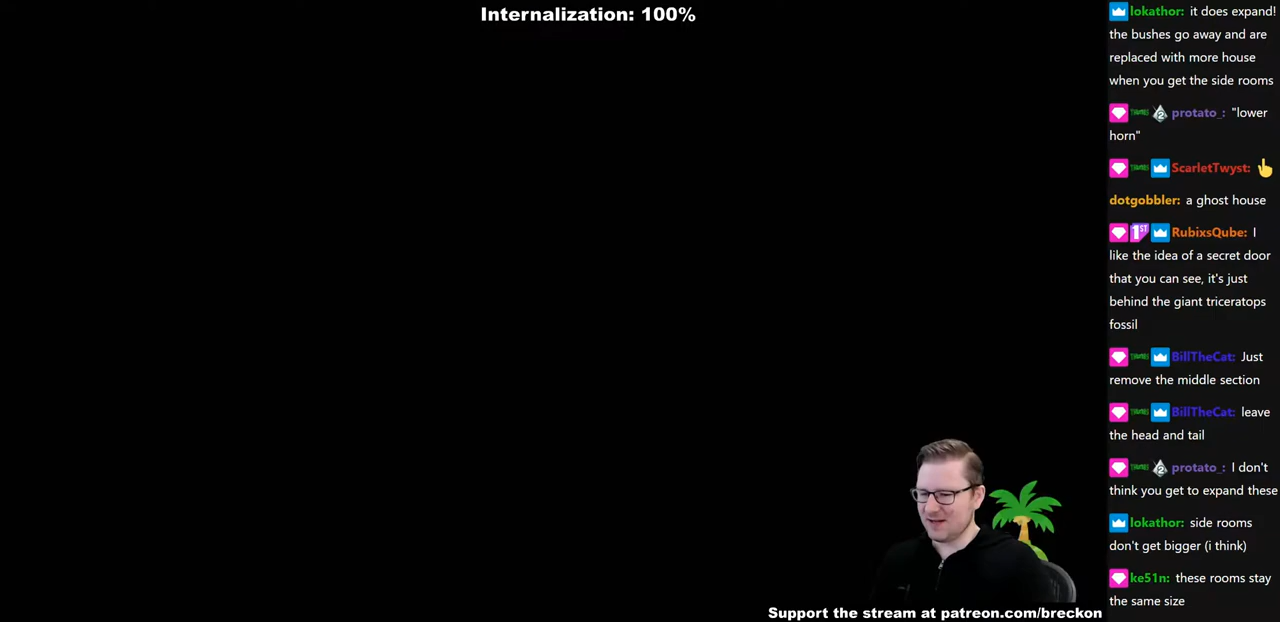 Internalization: 100%
lokathor: it does expand!
the bushes go away and are
replaced with more house
when you get the side rooms
protato_: "lower
horn"
ScarletTwyst:
dotgobbler: a ghost house
RubixsQube: I
like the idea of a secret door
that you can see, it's just
behind the giant triceratops
fossil
BillTheCat: Just
remove the middle section
BillTheCat: leave
the head and tail
protato_: I don't
think you get to expand these
lokathor: side rooms
don't get bigger (i think)
ke51n: these rooms stay
the same size
Support the stream at patreon.com/breckon